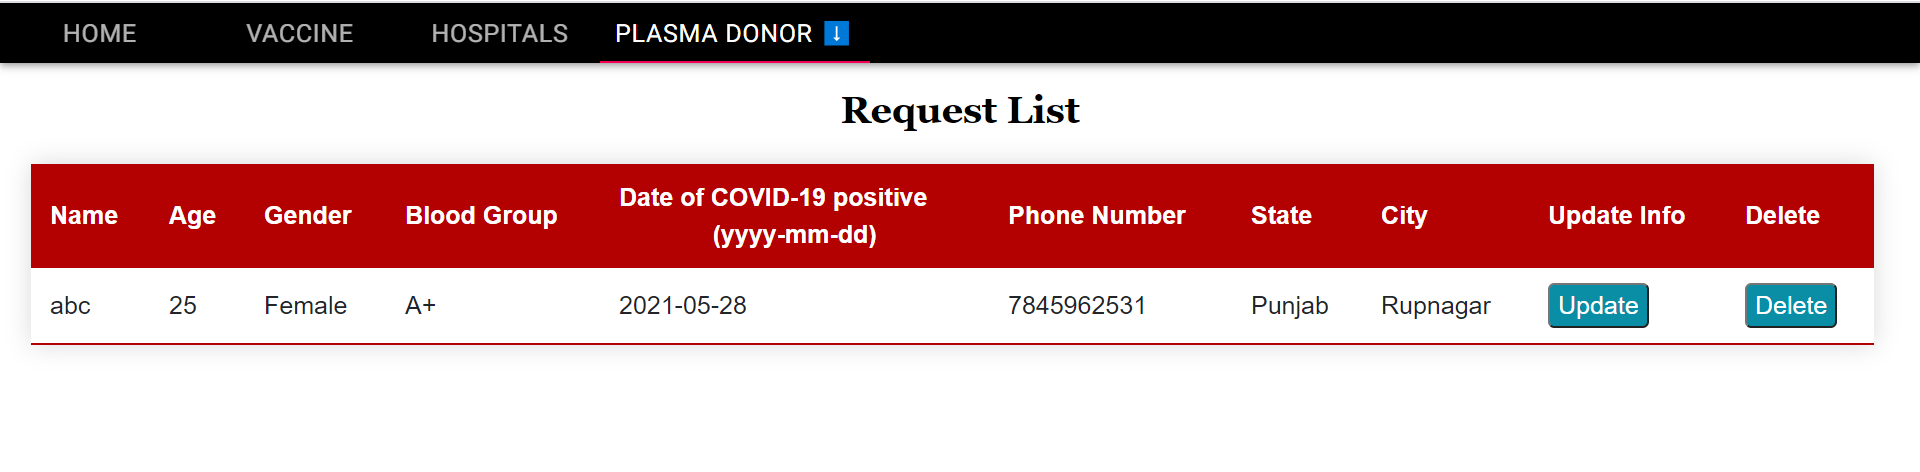 HOME VACCINE HOSPITALS PLASMA DONOR ⬇
Request List
Name Age Gender Blood Group Date of COVID-19 positive (yyyy-mm-dd) Phone Number State City Update Info Delete
abc 25 Female A+ 2021-05-28 7845962531 Punjab Rupnagar Update Delete